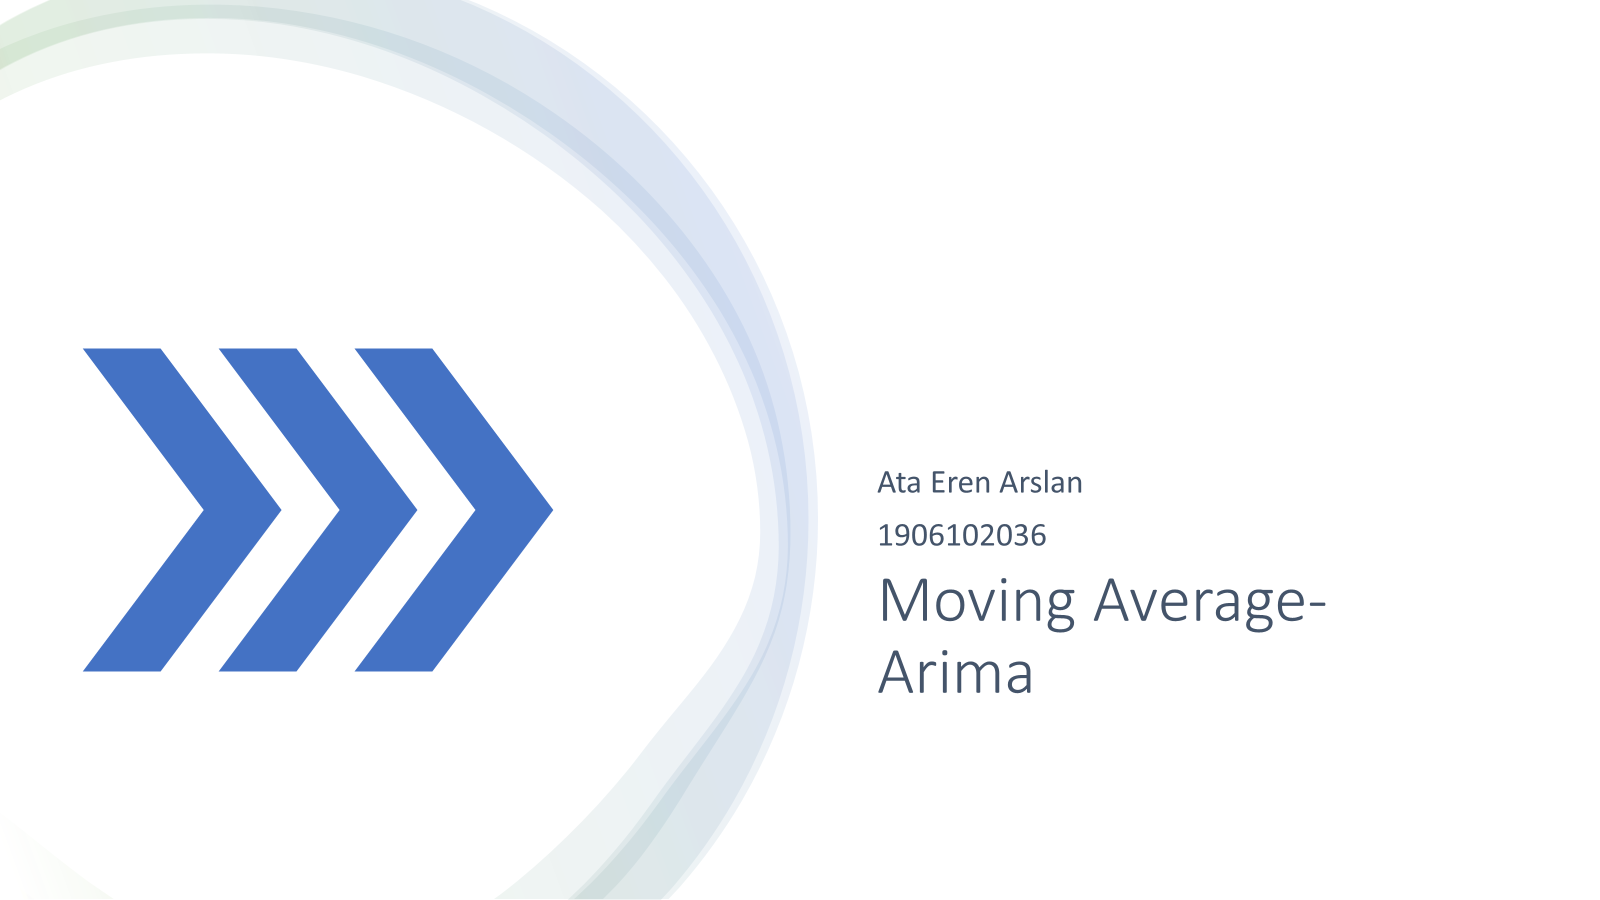 Ata Eren Arslan
1906102036
Moving Average-
Arima